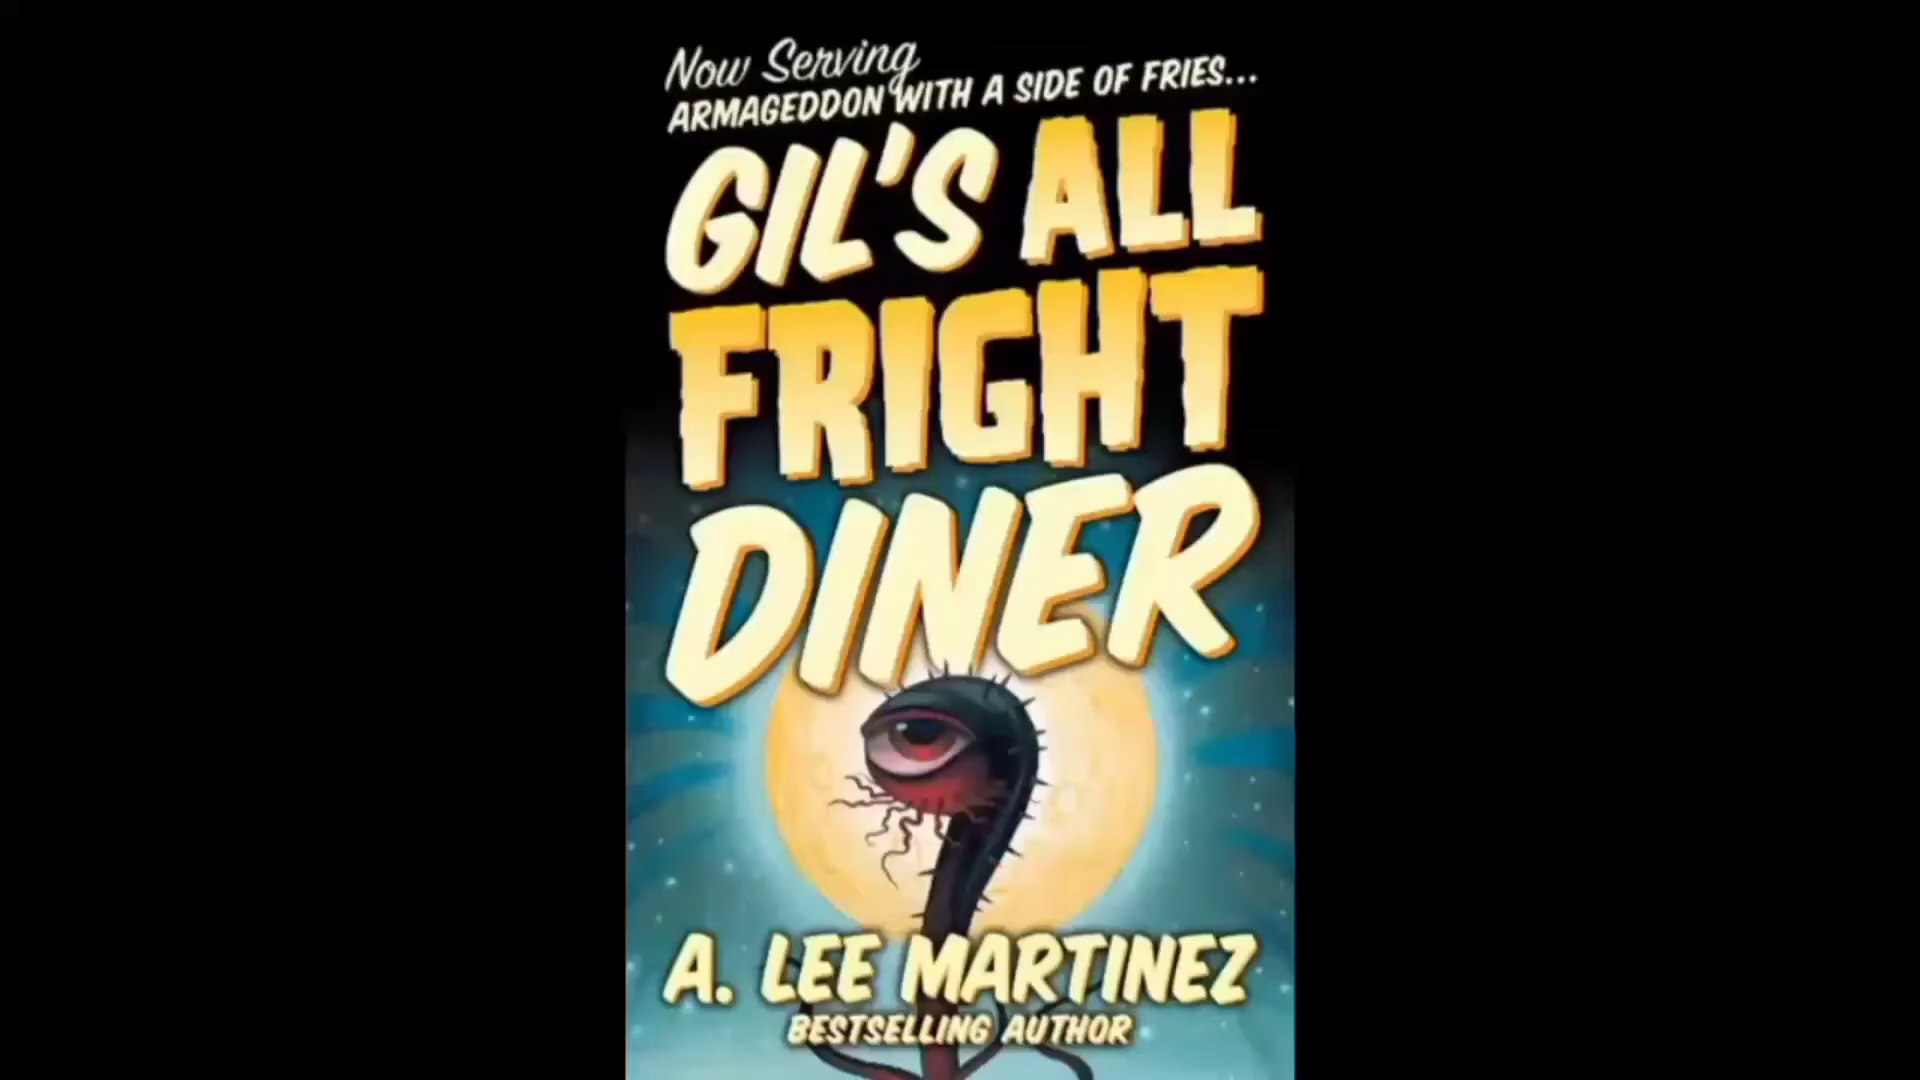 Now Serving
ARMAGEDDON WITH A SIDE OF FRIES...
GIL'S ALL
FRIGHT
DINER
A. LEE MARTINEZ
BESTSELLING AUTHOR